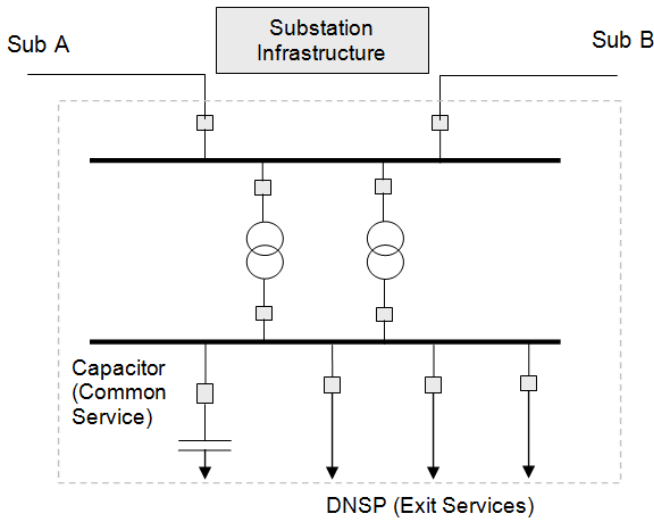 Substation
Infrastructure
Sub A
Sub B
Capacitor
(Common
Service)
DNSP (Exit Services)